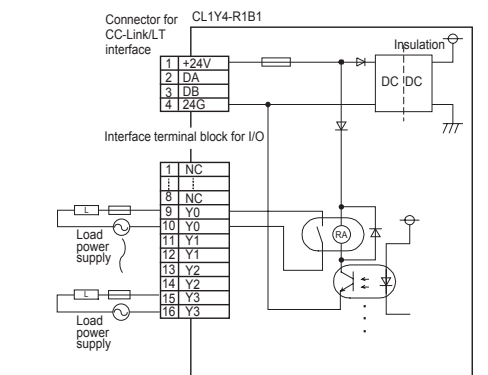 Connector for
CC-Link/LT
interface
CL1Y4-R1B1
Insulation
1 +24V
2 DA
3 DB
4 24G
DC DC
Interface terminal block for I/O
1 NC
8 NC
9 Y0
10 Y0
11 Y1
12 Y1
13 Y2
14 Y2
15 Y3
16 Y3
L
Load
power
supply
L
Load
power
supply
RA